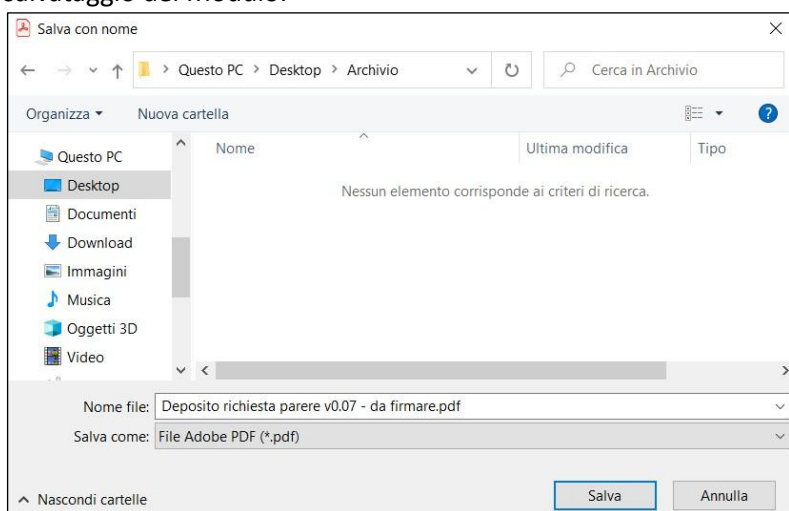 salvataggio del modulo.
Salva con nome
Questo PC > Desktop > Archivio
Cerca in Archivio
Organizza
Nuova cartella
Nome
Ultima modifica
Tipo
Questo PC
Desktop
Documenti
Download
Immagini
Musica
Oggetti 3D
Video
Nessun elemento corrisponde ai criteri di ricerca.
Nome file: Deposito richiesta parere v0.07 - da firmare.pdf
Salva come: File Adobe PDF (*.pdf)
Nascondi cartelle
Salva
Annulla